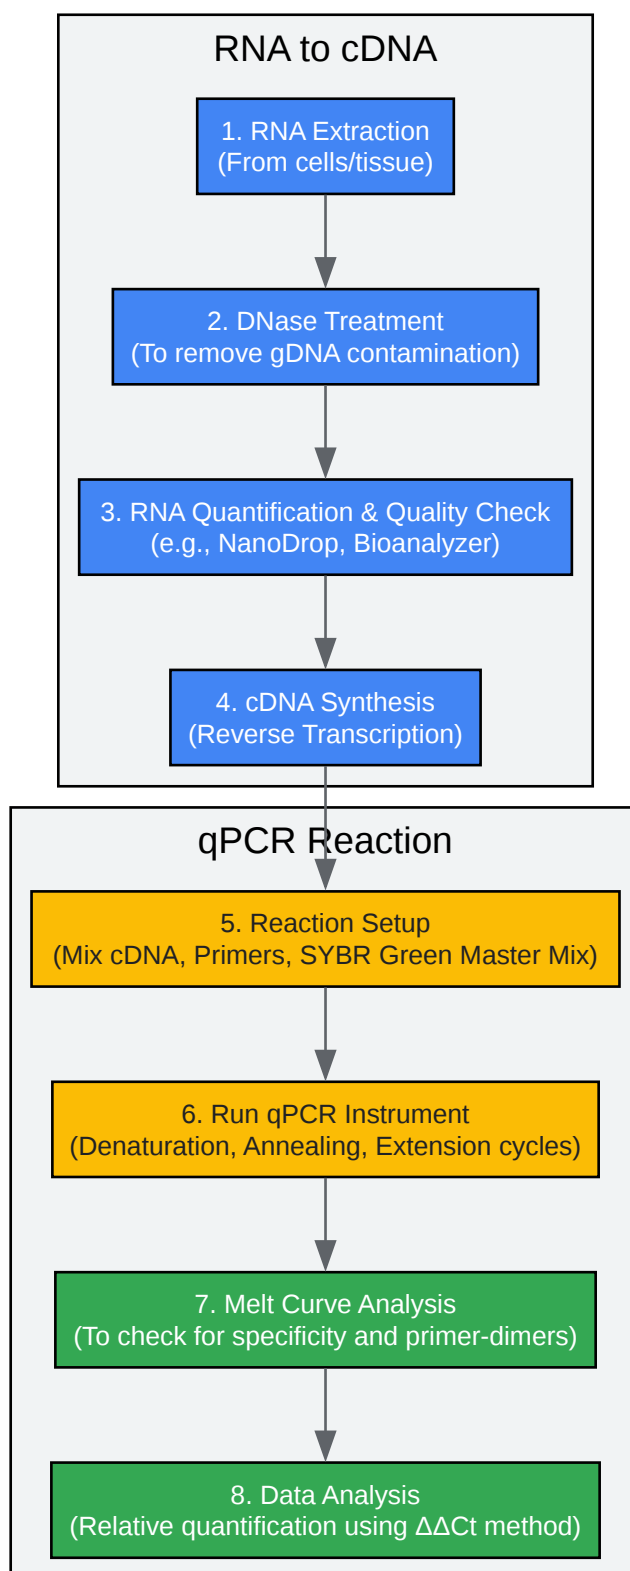 RNA to cDNA
1. RNA Extraction
(From cells/tissue)
2. DNase Treatment
(To remove gDNA contamination)
3. RNA Quantification & Quality Check
(e.g., NanoDrop, Bioanalyzer)
4. cDNA Synthesis
(Reverse Transcription)
qPCR Reaction
5. Reaction Setup
(Mix cDNA, Primers, SYBR Green Master Mix)
6. Run qPCR Instrument
(Denaturation, Annealing, Extension cycles)
7. Melt Curve Analysis
(To check for specificity and primer-dimers)
8. Data Analysis
(Relative quantification using ΔΔCt method)